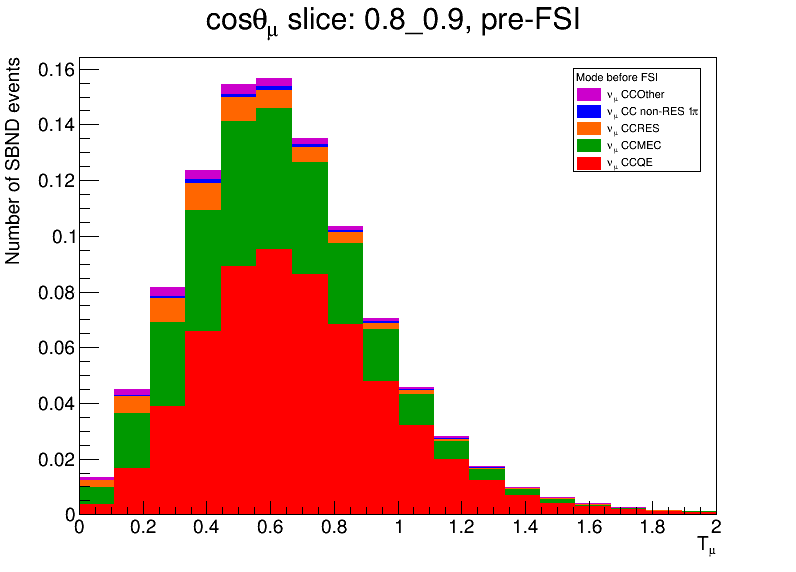 cosθμ slice: 0.8_0.9, pre-FSI
Number of SBND events
0.16
0.14
0.12
0.1
0.08
0.06
0.04
0.02
0
Mode before FSI
νμ CCOther
νμ CC non-RES 1π
νμ CCRES
νμ CCMEC
νμ CCQE
0 0.2 0.4 0.6 0.8 1 1.2 1.4 1.6 1.8 2
Tμ